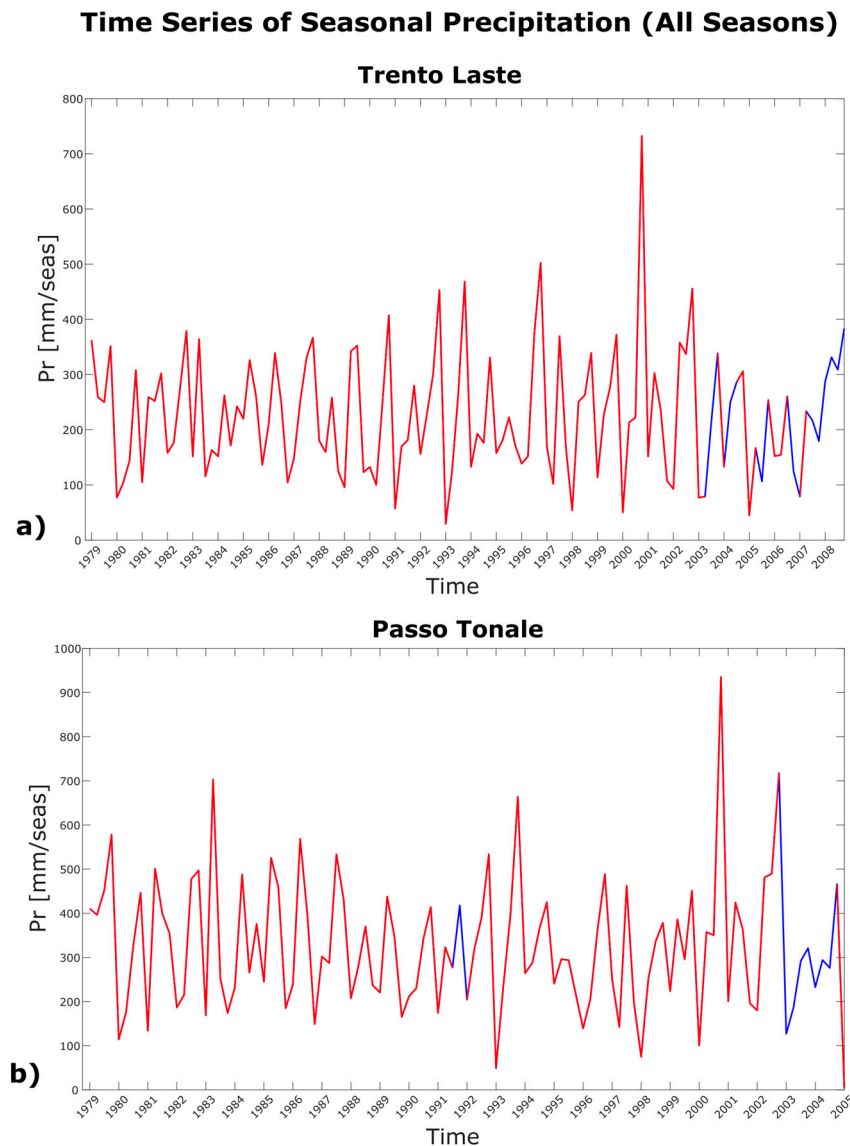 Time Series of Seasonal Precipitation (All Seasons)
Trento Laste
800
700
600
500
400
300
200
100
0
Pr [mm/seas]
a)
1979 1980 1981 1982 1983 1984 1985 1986 1987 1988 1989 1990 1991 1992 1993 1994 1995 1996 1997 1998 1999 2000 2001 2002 2003 2004 2005 2006 2007 2008
Time
Passo Tonale
1000
900
800
700
600
500
400
300
200
100
0
Pr [mm/seas]
b)
1979 1980 1981 1982 1983 1984 1985 1986 1987 1988 1989 1990 1991 1992 1993 1994 1995 1996 1997 1998 1999 2000 2001 2002 2003 2004 2005
Time